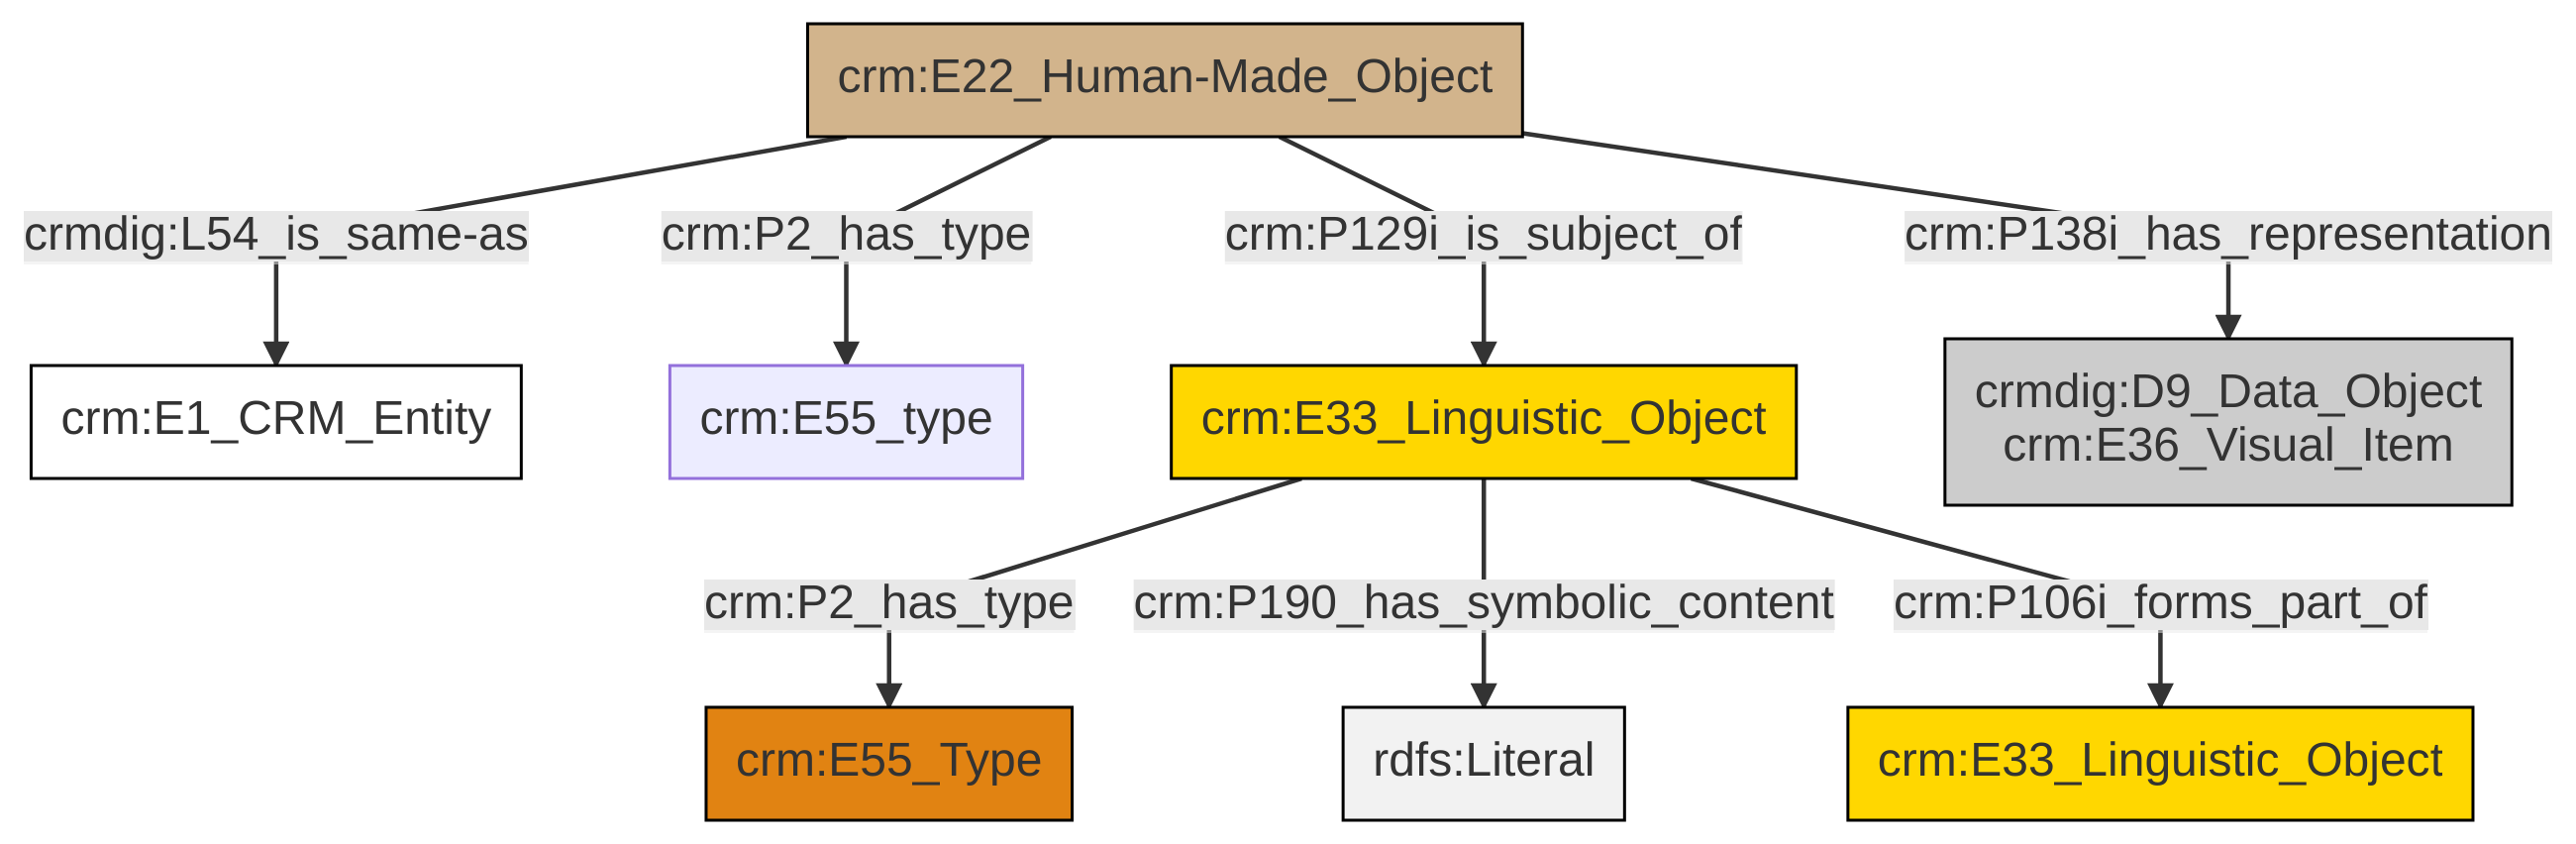 crm:E22_Human-Made_Object
crmdig:L54_is_same-as
crm:P2_has_type
crm:P129i_is_subject_of
crm:P138i_has_representation
crm:E1_CRM_Entity
crm:E55_type
crm:E33_Linguistic_Object
crmdig:D9_Data_Object
crm:E36_Visual_Item
crm:P2_has_type
crm:P190_has_symbolic_content
crm:P106i_forms_part_of
crm:E55_Type
rdfs:Literal
crm:E33_Linguistic_Object